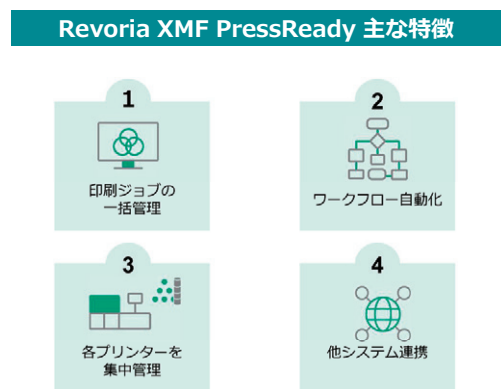 Revoria XMF PressReady 主な特徴
1
印刷ジョブの
一括管理
2
ワークフロー自動化
3
各プリンターを
集中管理
4
他システム連携